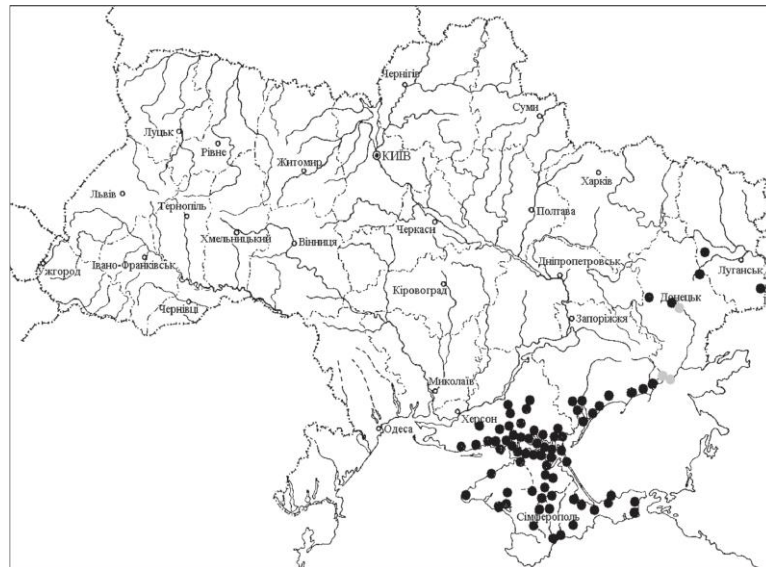 Чернігів
Суми
Луцьк
Рівне
Житомир
КИЇВ
Харків
Львів
Тернопіль
Полтава
Хмельницький
Вінниця
Черкаси
Ужгород
Івано-Франківськ
Дніпропетровськ
Луганськ
Кіровоград
Донецьк
Чернівці
Запоріжжя
Миколаїв
Херсон
Одеса
Сімферополь